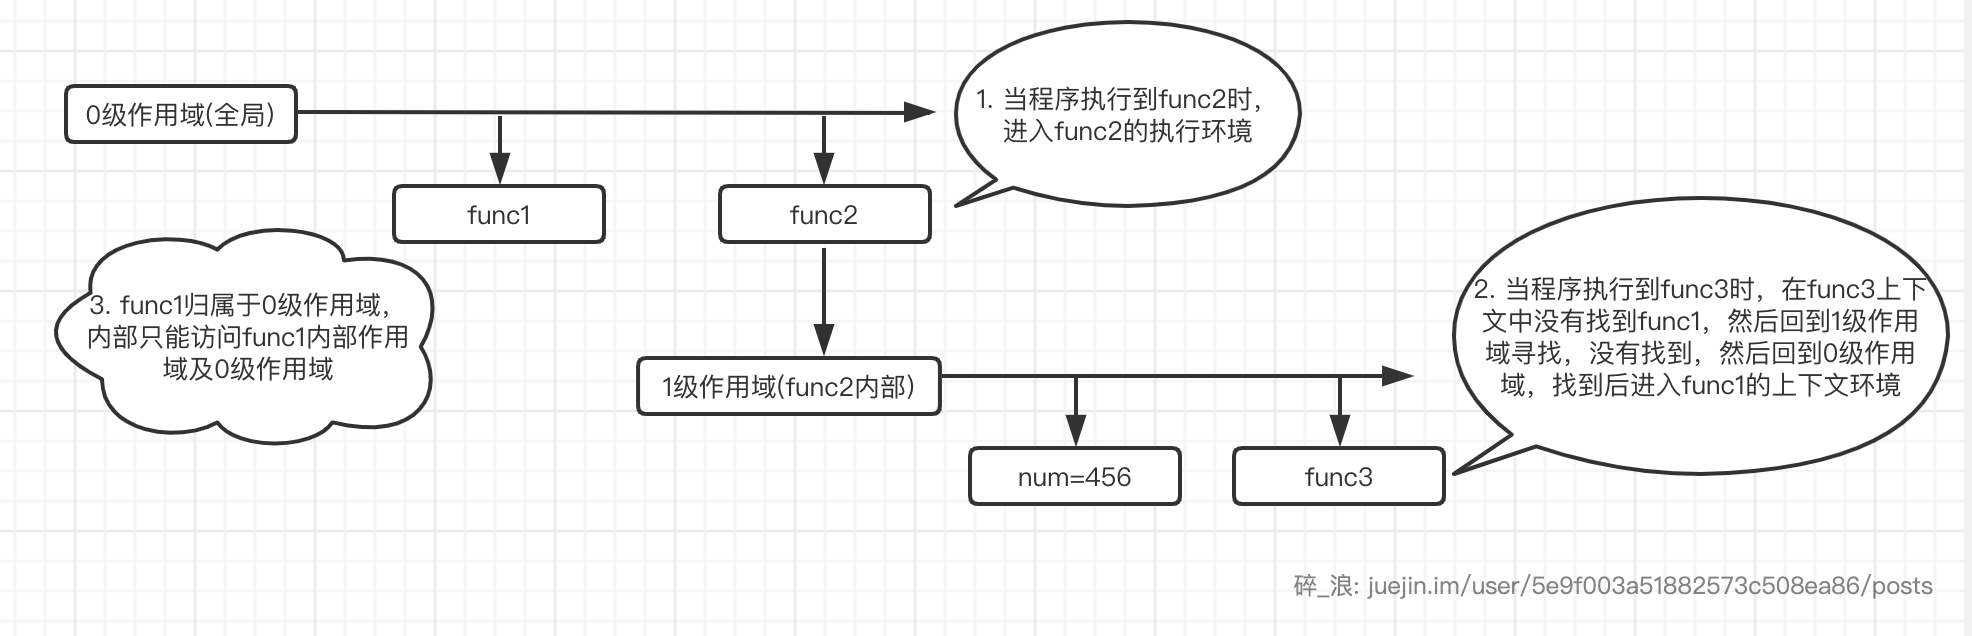 0级作用域(全局)
1. 当程序执行到func2时，
进入func2的执行环境
func1
func2
3. func1归属于0级作用域，
内部只能访问func1内部作用
域及0级作用域
2. 当程序执行到func3时，在func3上下
文中没有找到func1，然后回到1级作用
域寻找，没有找到，然后回到0级作用
域，找到后进入func1的上下文环境
1级作用域(func2内部)
num=456
func3
碎_浪: juejin.im/user/5e9f003a51882573c508ea86/posts